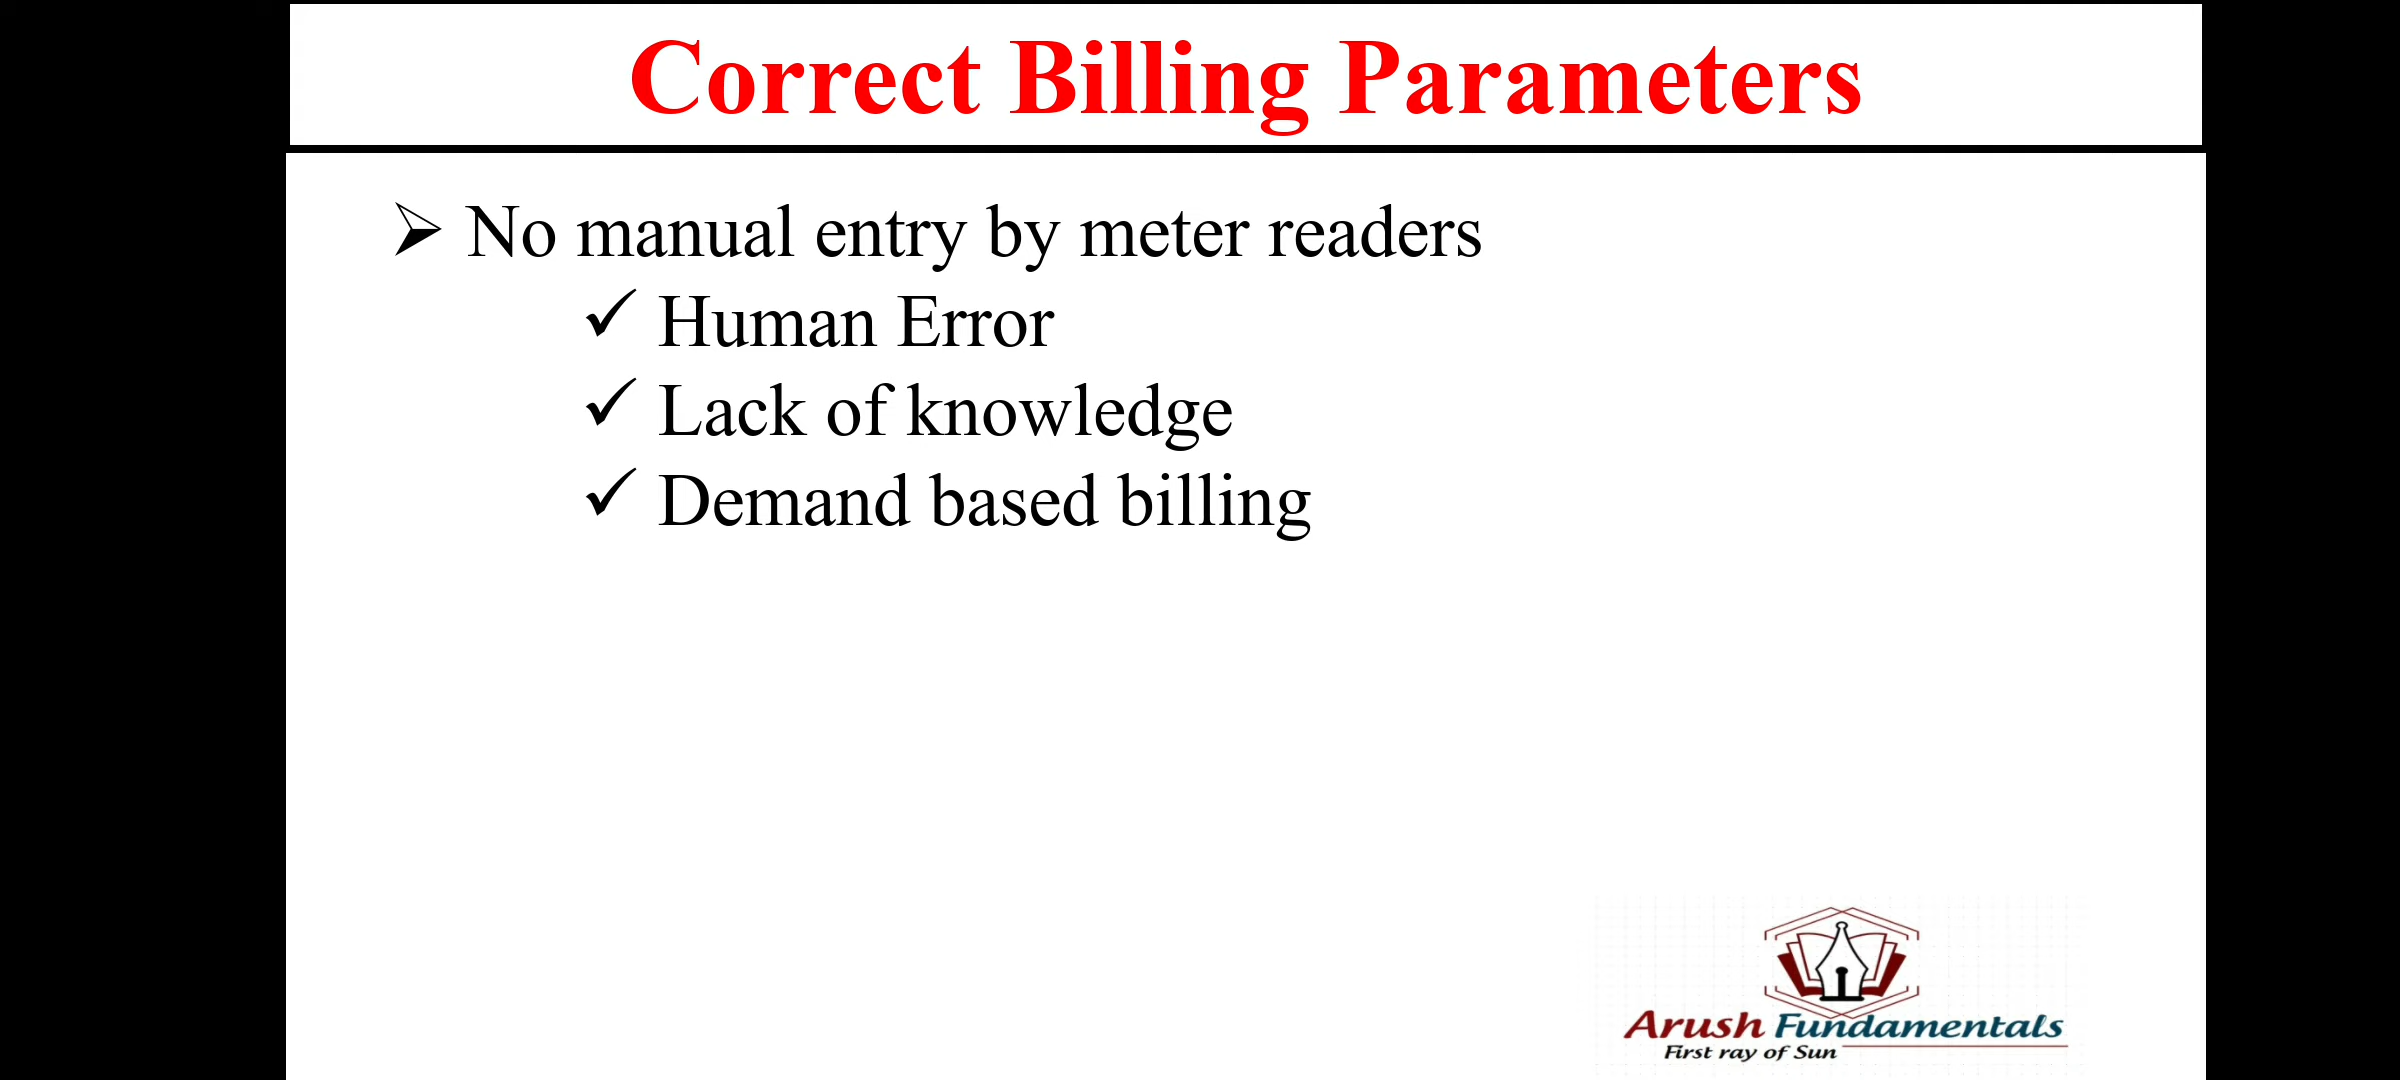 Correct Billing Parameters
➢ No manual entry by meter readers
✓ Human Error
✓ Lack of knowledge
✓ Demand based billing
Arush Fundamentals
First ray of Sun